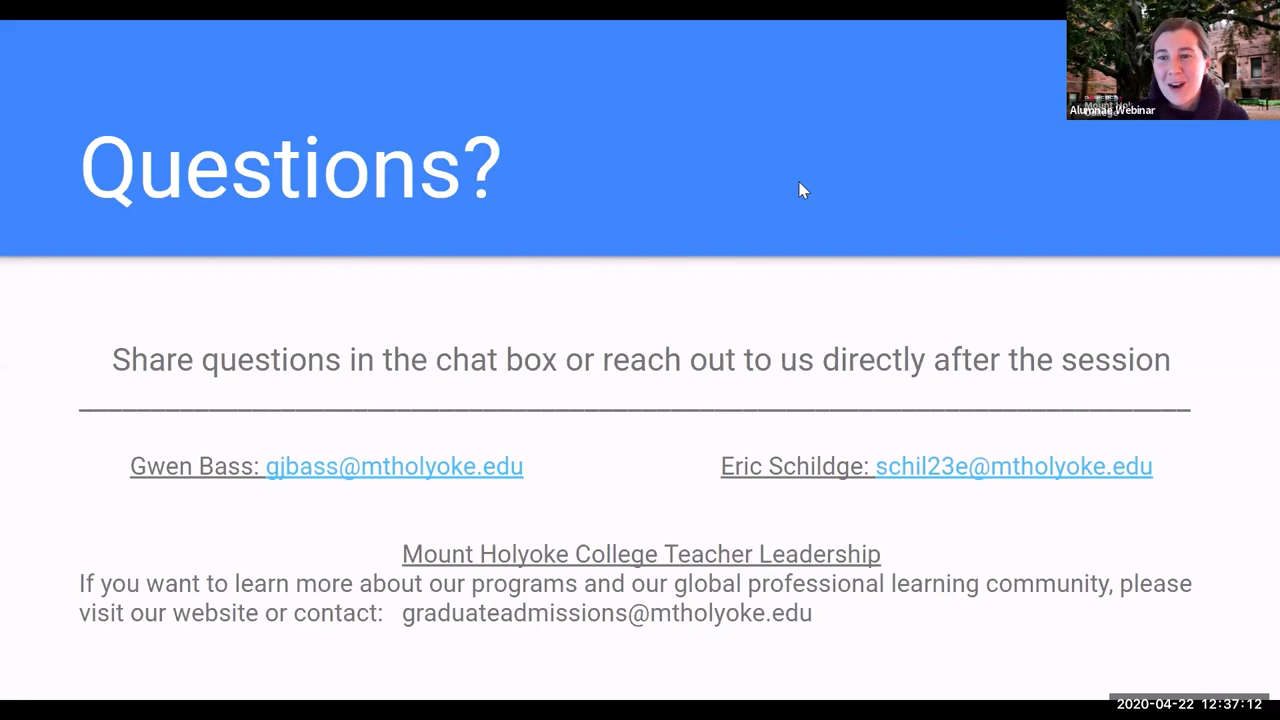 Questions?
Alumnae Webinar
Share questions in the chat box or reach out to us directly after the session
Gwen Bass: gjbass@mtholyoke.edu
Eric Schildge: schil23e@mtholyoke.edu
Mount Holyoke College Teacher Leadership
If you want to learn more about our programs and our global professional learning community, please
visit our website or contact: graduateadmissions@mtholyoke.edu
2020-04-22 12:37:12